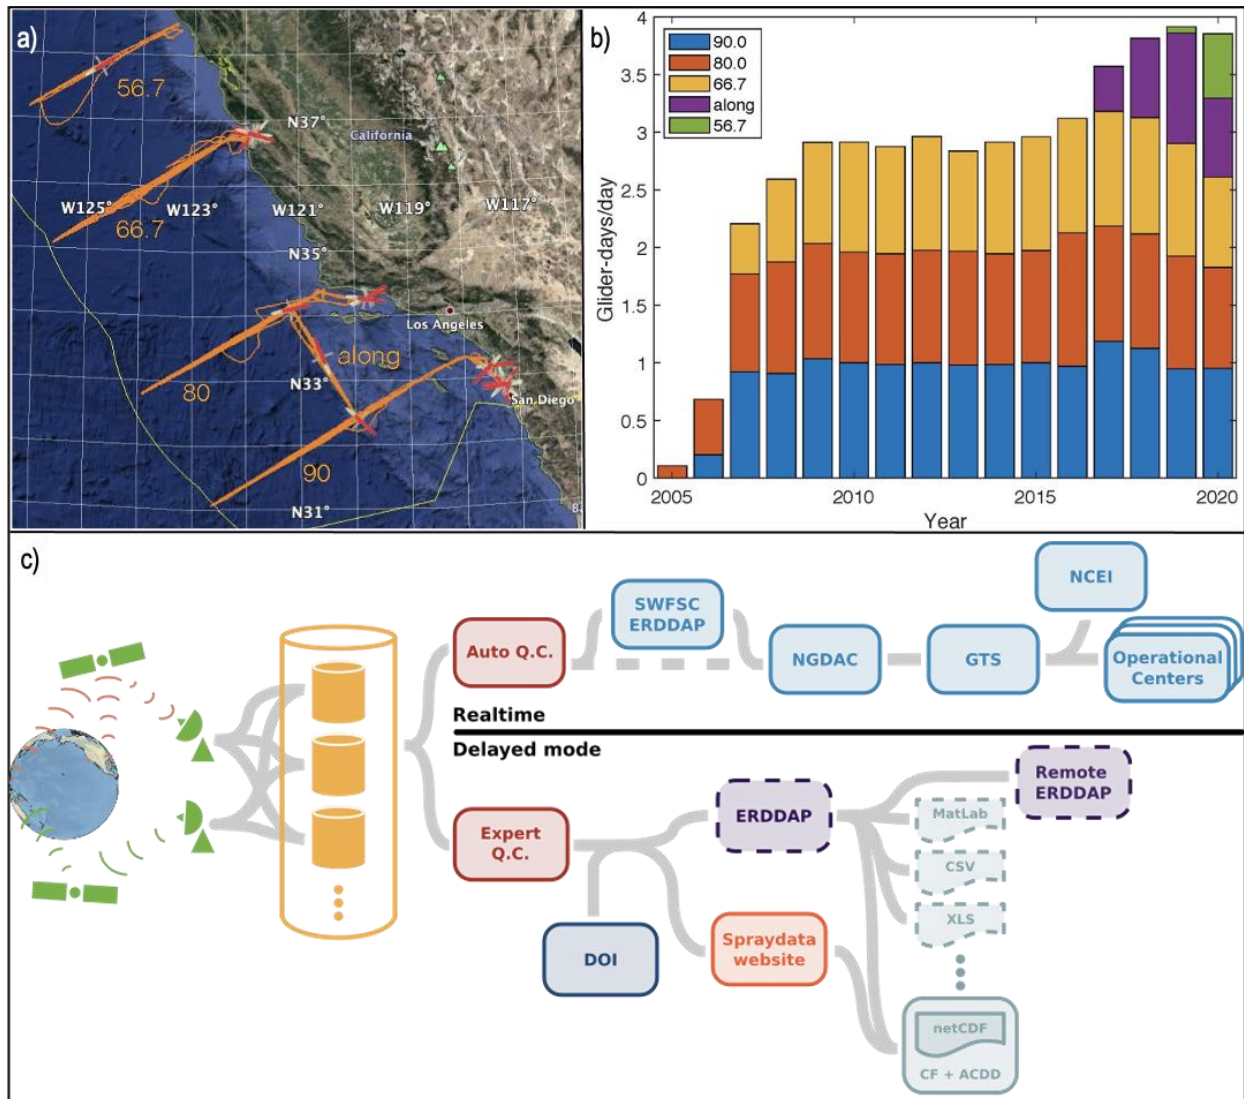 a)
56.7
N37°
California
W125°
W123°
W121°
W119°
W117°
66.7
N35°
Los Angeles
along
N33°
80
San Diego
90
N31°
b)
90.0
80.0
66.7
along
56.7
4
3.5
3
2.5
2
1.5
1
0.5
0
Glider-days/day
2005
2010
2015
2020
Year
c)
NCEI
SWFSC
ERDDAP
Auto Q.C.
NGDAC
GTS
Operational
Centers
Realtime
Delayed mode
Remote
ERDDAP
ERDDAP
MatLab
Expert
Q.C.
CSV
XLS
DOI
Spraydata
website
netCDF
CF + ACDD